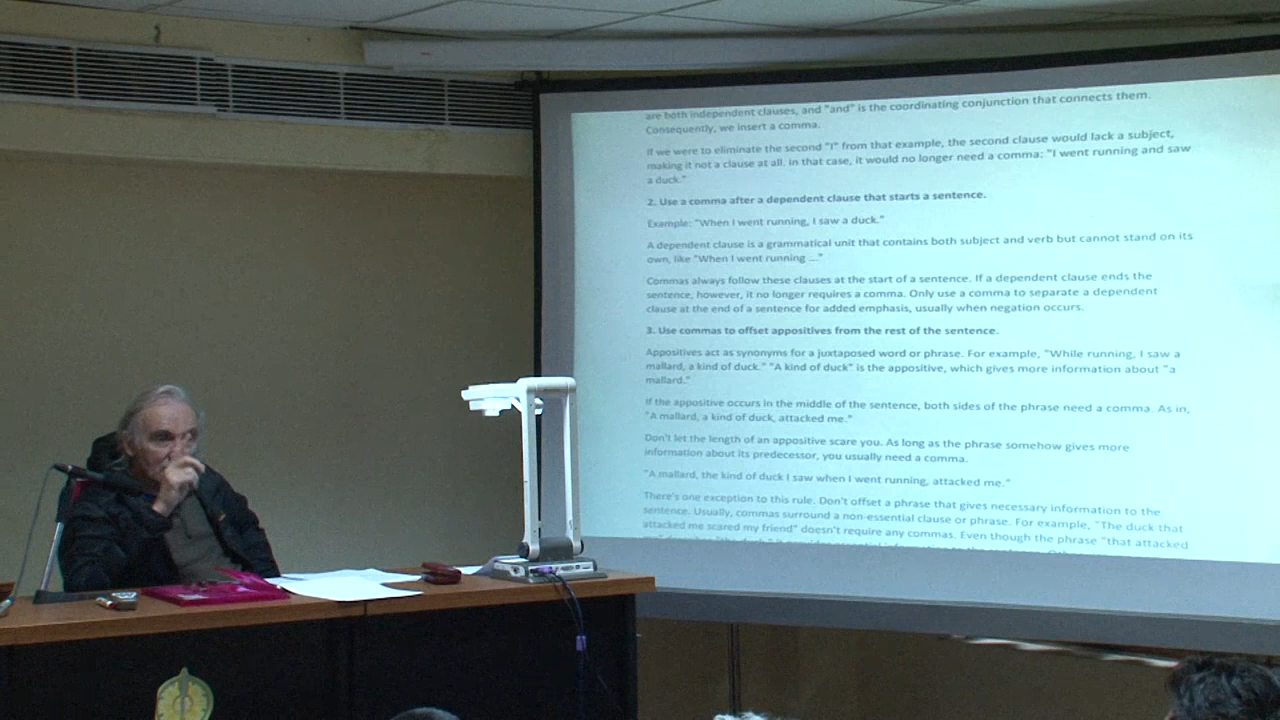 are both independent clauses, and "and" is the coordinating conjunction that connects them.
Consequently, we insert a comma.
If we were to eliminate the second "I" from that example, the second clause would lack a subject,
making it not a clause at all. In that case, it would no longer need a comma: "I went running and saw
a duck."
2. Use a comma after a dependent clause that starts a sentence.
Example: "When I went running, I saw a duck."
A dependent clause is a grammatical unit that contains both subject and verb but cannot stand on its
own, like "When I went running ..."
Commas always follow these clauses at the start of a sentence. If a dependent clause ends the
sentence, however, it no longer requires a comma. Only use a comma to separate a dependent
clause at the end of a sentence for added emphasis, usually when negation occurs.
3. Use commas to offset appositives from the rest of the sentence.
Appositives act as synonyms for a juxtaposed word or phrase. For example, "While running, I saw a
mallard, a kind of duck." "A kind of duck" is the appositive, which gives more information about "a
mallard."
If the appositive occurs in the middle of the sentence, both sides of the phrase need a comma. As in,
"A mallard, a kind of duck, attacked me."
Don't let the length of an appositive scare you. As long as the phrase somehow gives more
information about its predecessor, you usually need a comma.
"A mallard, the kind of duck I saw when I went running, attacked me."
There's one exception to this rule. Don't offset a phrase that gives necessary information to the
sentence. Usually, commas surround a non-essential clause or phrase. For example, "The duck that
attacked me scared my friend" doesn't require any commas. Even though the phrase "that attacked